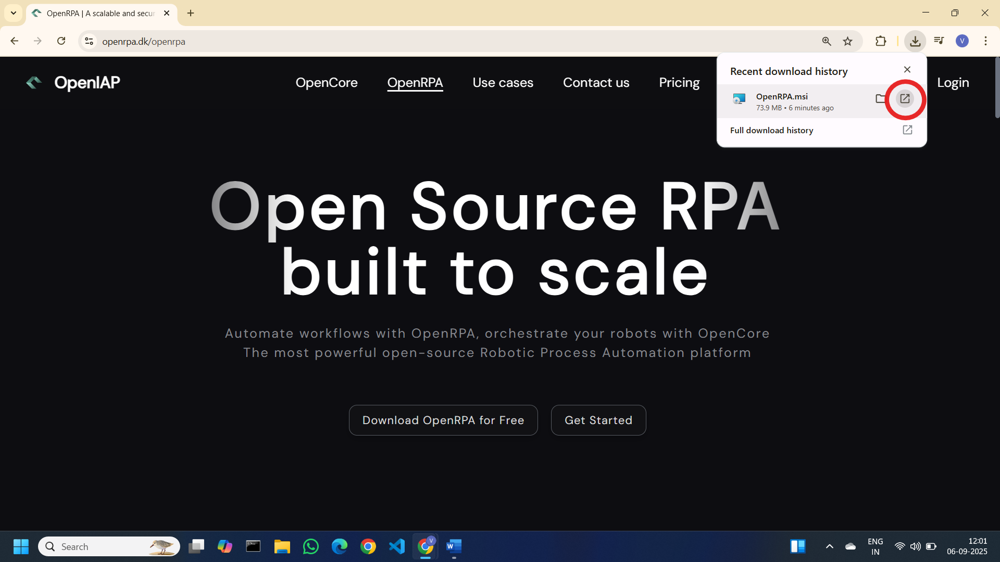 OpenRPA | A scalable and secur
openrpa.dk/openrpa
V
OpenIAP
OpenCore
OpenRPA
Use cases
Contact us
Pricing
Login
Recent download history
OpenRPA.msi
73.9 MB • 6 minutes ago
Full download history
Open Source RPA
built to scale
Automate workflows with OpenRPA, orchestrate your robots with OpenCore
The most powerful open-source Robotic Process Automation platform
Download OpenRPA for Free
Get Started
Search
V
W
ENG
IN
12:01
06-09-2025